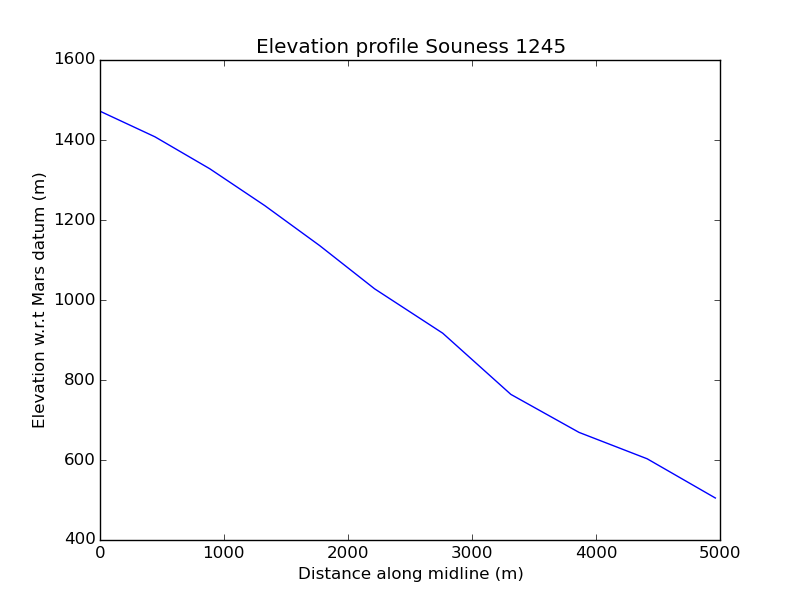 Elevation profile Souness 1245
1600
1400
1200
1000
800
600
400
Elevation w.r.t Mars datum (m)
0 1000 2000 3000 4000 5000
Distance along midline (m)